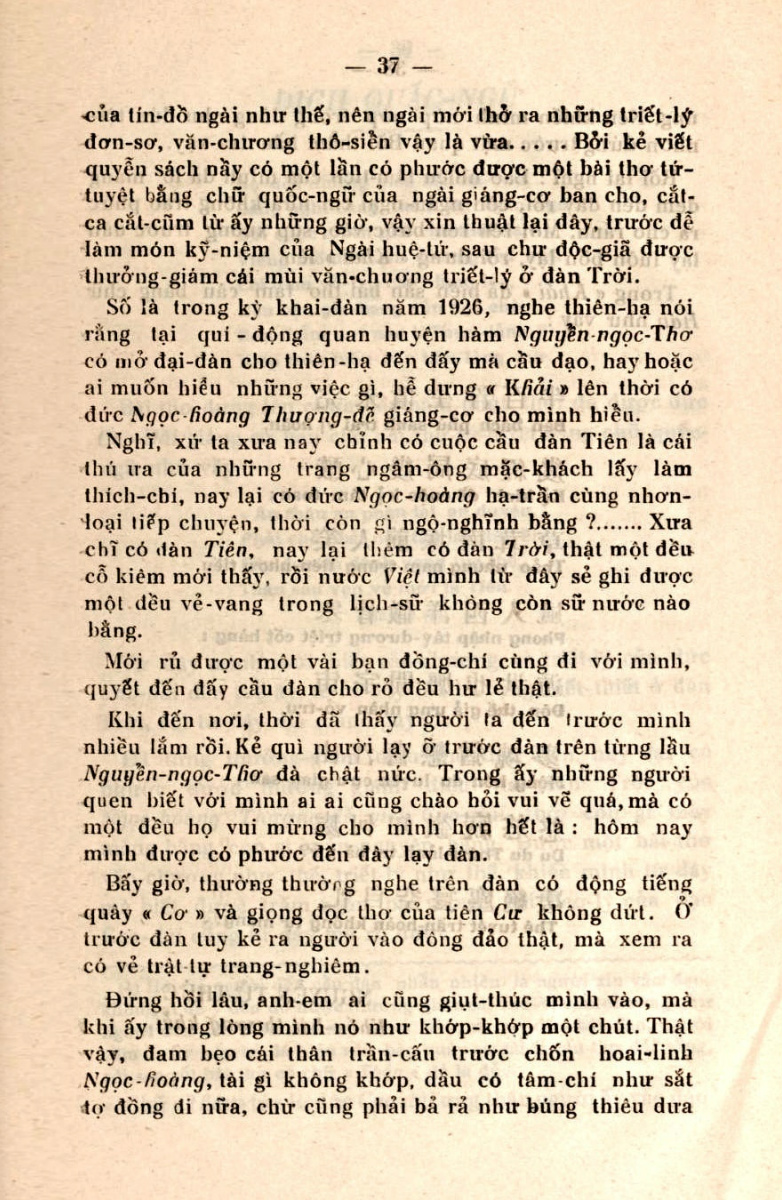 — 37 —
của tín-đồ ngài như thế, nên ngài mới thở ra những triết-lý
đơn-sơ, văn-chương thô-siển vậy là vừa..... Bởi kẻ viết
quyễn sách nầy có một lần có phước được một bài thơ tứ-
tuyệt bằng chữ quốc-ngữ của ngài giáng-cơ ban cho, cắt-
ca cắt-cũm từ ấy những giờ, vậy xin thuật lại đây, trước để
làm món kỹ-niệm của Ngài huệ-tứ, sau chư độc-giã được
thưởng-giám cái mùi văn-chuơng triết-lý ở đàn Trời.
Số là trong kỳ khai-đàn năm 1926, nghe thiên-hạ nói
rằng tại qui-động quan huyện hàm Nguyễn-ngọc-Thơ
có mở đại-đàn cho thiên-hạ đến đấy mà cầu đạo, hay hoặc
ai muốn hiểu những việc gì, hễ dưng « Khải » lên thời có
đức Ngọc-hoàng Thượng-đẽ giáng-cơ cho mình hiểu.
Nghĩ, xứ ta xưa nay chỉnh có cuộc cầu đàn Tiên là cái
thú ưa của những trang ngâm-ông mặc-khách lấy làm
thích-chí, nay lại có đức Ngọc-hoàng hạ-trần cùng nhơn-
loại tiếp chuyện, thời còn gì ngộ-nghĩnh bằng ?....... Xưa
chĩ có đàn Tiên, nay lại thêm có đàn Trời, thật một đều
cỗ kiêm mới thấy, rồi nước Việt mình từ đây sẻ ghi được
một đều vẻ-vang trong lịch-sữ không còn sữ nước nào
bằng.
Mới rủ được một vài bạn đồng-chí cùng đi với mình,
quyết đến đấy cầu đàn cho rỏ đều hư lẻ thật.
Khi đến nơi, thời đã thấy người ta đến trước mình
nhiều lắm rồi. Kẻ quì người lạy ỡ trước đàn trên từng lầu
Nguyễn-ngọc-Thơ đà chật nức. Trong ấy những người
quen biết với mình ai ai cũng chào hỏi vui vẽ quá, mà có
một đều họ vui mừng cho mình hơn hết là : hôm nay
mình được có phước đến đây lạy đàn.
Bấy giờ, thường thường nghe trên đàn có động tiếng
quây « Cơ » và giọng đọc thơ của tiên Cư không dứt. Ở
trước đàn tuy kẻ ra người vào đông đảo thật, mà xem ra
có vẻ trật-tự trang-nghiêm.
Đứng hồi lâu, anh-em ai cũng giụt-thúc mình vào, mà
khi ấy trong lòng mình nó như khớp-khớp một chút. Thật
vậy, đam bẹo cái thân trần-cấu trước chốn hoai-linh
Ngọc-hoàng, tài gì không khớp, dầu có tâm-chí như sắt
tợ đồng đi nữa, chừ cũng phải bả rả như búng thiêu dưa